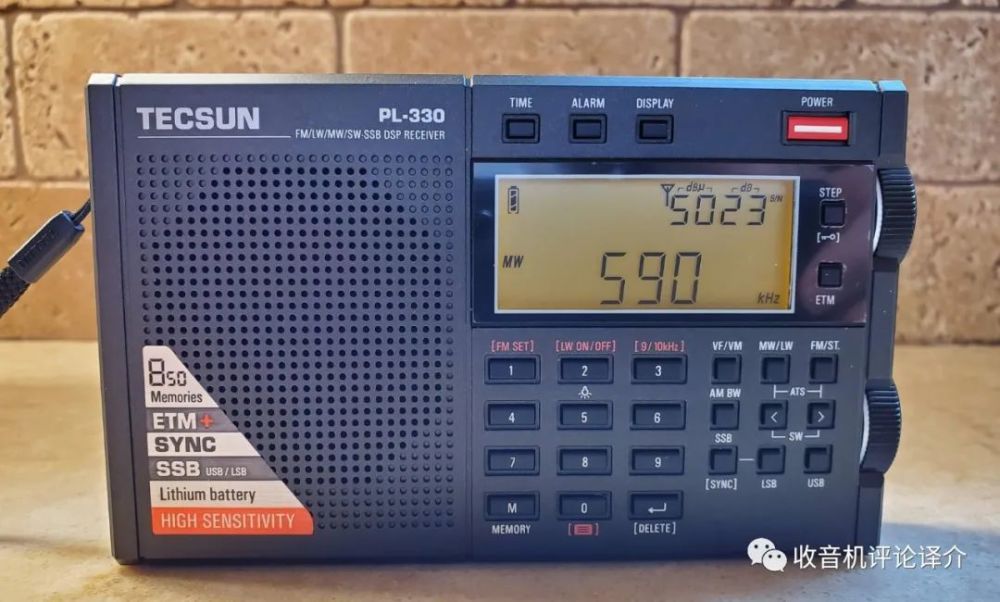 TECSUN
PL-330
FM/LW/MW/SW-SSB DSP RECEIVER
TIME ALARM DISPLAY POWER
dBμ dB
5023 S/N
MW 590 kHz
STEP
ETM
[FM SET] [LW ON/OFF] [9/10kHz] VF/VM MW/LW FM/ST.
1 2 3
AM BW ATS
4 5 6 < >
SSB SW
7 8 9
[SYNC] LSB USB
M 0
MEMORY [DELETE]
850
Memories
ETM+
SYNC
SSB USB / LSB
Lithium battery
HIGH SENSITIVITY
收音机评论译介